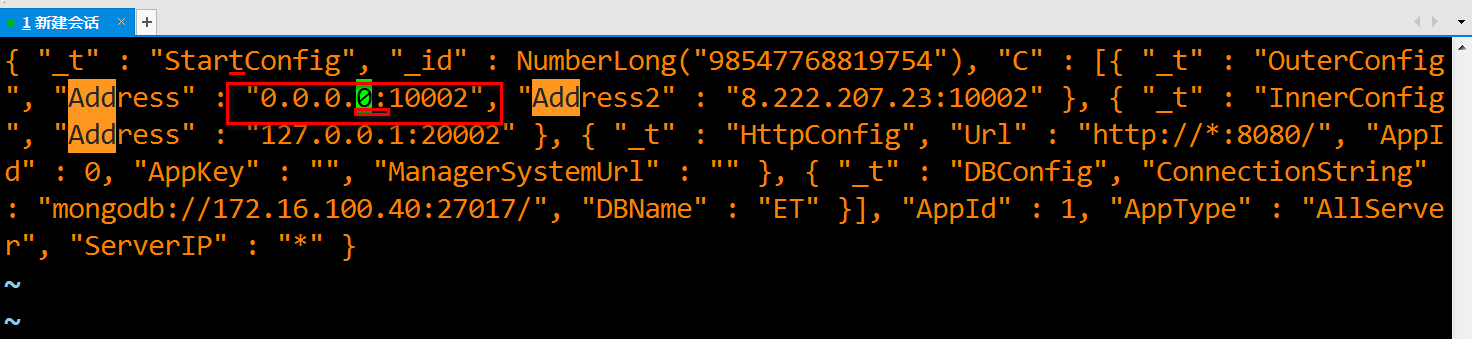 1 新建会话 × +
{ "_t" : "StartConfig", "_id" : NumberLong("98547768819754"), "C" : [{ "_t" : "OuterConfig
", "Address" : "0.0.0.0:10002", "Address2" : "8.222.207.23:10002" }, { "_t" : "InnerConfig
", "Address" : "127.0.0.1:20002" }, { "_t" : "HttpConfig", "Url" : "http://*:8080/", "AppI
d" : 0, "AppKey" : "", "ManagerSystemUrl" : "" }, { "_t" : "DBConfig", "ConnectionString"
: "mongodb://172.16.100.40:27017/", "DBName" : "ET" }], "AppId" : 1, "AppType" : "AllServe
r", "ServerIP" : "*" }
~
~